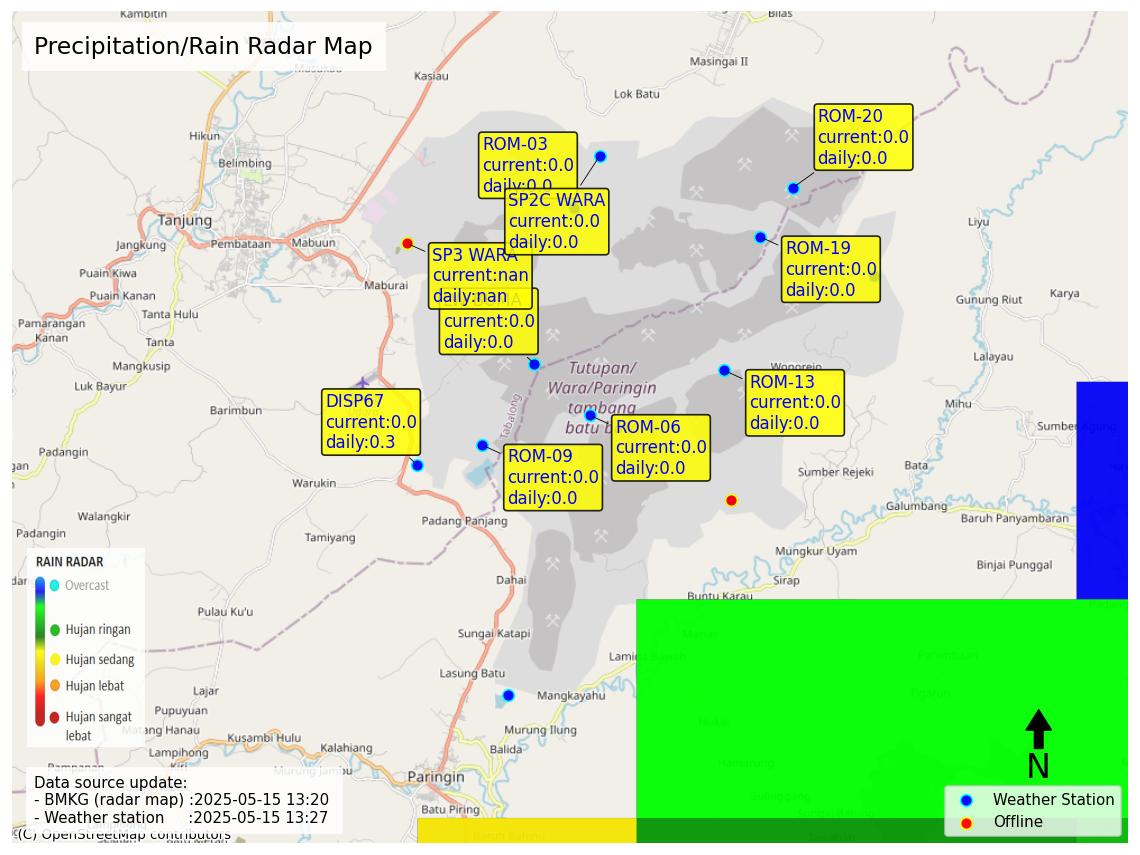 Precipitation/Rain Radar Map
Kambitin
Bilas
Kasiau
Masingai II
Lok Batu
Hikun
Belimbing
Tanjung
Jangkung
Pembataan
Mabuun
Puain Kiwa
Puain Kanan
Maburai
Tanta Hulu
Pamarangan
Kanan
Tanta
Mangkusip
Luk Bayur
Barimbun
Padangin
Warukin
Walangkir
Padangin
Tamiyang
Padang Panjang
Dahai
Pulau Ku'u
Sungai Katapi
Lasung Batu
Lajar
Pupuyuan
Matang Hanau
Lampihong
Kusambi Hulu
Kalahiang
Murung Jambu
Mangkayahu
Murung Ilung
Balida
Paringin
Batu Piring
Liyu
Gunung Riut
Karya
Lalayau
Mihu
Wonorejo
Sumber Rejeki
Bata
Galumbang
Baruh Panyambaran
Mungkur Uyam
Binjai Punggal
Sirap
Buntu Karau
Tabalong
Tutupan/
Wara/Paringin
tambang
batu b
ROM-03
current:0.0
daily:0.0
SP2C WARA
current:0.0
daily:0.0
ROM-20
current:0.0
daily:0.0
ROM-19
current:0.0
daily:0.0
SP3 WARA
current:nan
daily:nan
current:0.0
daily:0.0
ROM-13
current:0.0
daily:0.0
DISP67
current:0.0
daily:0.3
ROM-06
current:0.0
daily:0.0
ROM-09
current:0.0
daily:0.0
RAIN RADAR
Overcast
Hujan ringan
Hujan sedang
Hujan lebat
Hujan sangat
lebat
Data source update:
- BMKG (radar map) :2025-05-15 13:20
- Weather station :2025-05-15 13:27
(C) OpenStreetMap contributors
N
Weather Station
Offline